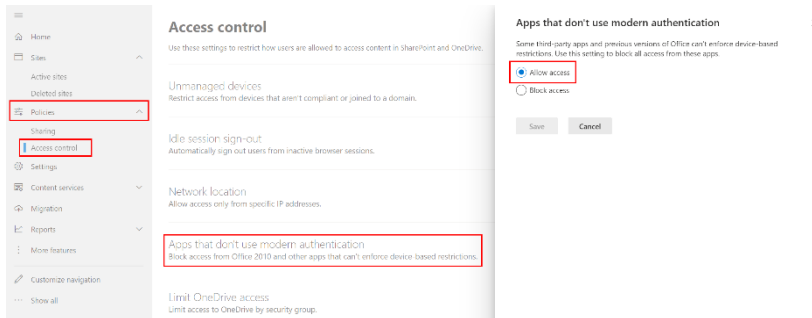 Home
Sites
Active sites
Deleted sites
Policies
Sharing
Access control
Settings
Content services
Migration
Reports
More features
Customize navigation
Show all
Access control
Use these settings to restrict how users are allowed to access content in SharePoint and OneDrive.
Unmanaged devices
Restrict access from devices that aren't compliant or joined to a domain.
Idle session sign-out
Automatically sign out users from inactive browser sessions.
Network location
Allow access only from specific IP addresses.
Apps that don't use modern authentication
Block access from Office 2010 and other apps that can't enforce device-based restrictions.
Limit OneDrive access
Limit access to OneDrive by security group.
Apps that don't use modern authentication
Some third-party apps and previous versions of Office can't enforce device-based
restrictions. Use this setting to block all access from these apps.
Allow access
Block access
Save
Cancel